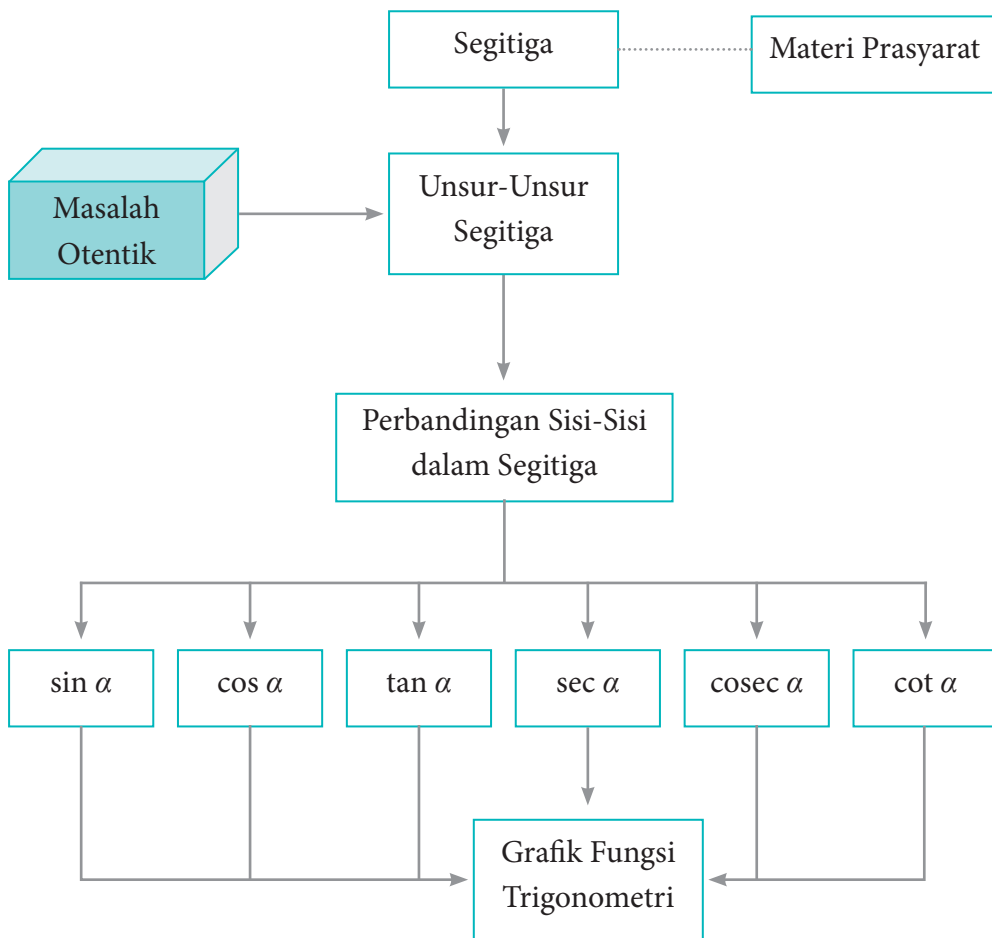 Segitiga
Materi Prasyarat
Masalah
Otentik
Unsur-Unsur
Segitiga
Perbandingan Sisi-Sisi
dalam Segitiga
sin α
cos α
tan α
sec α
cosec α
cot α
Grafik Fungsi
Trigonometri